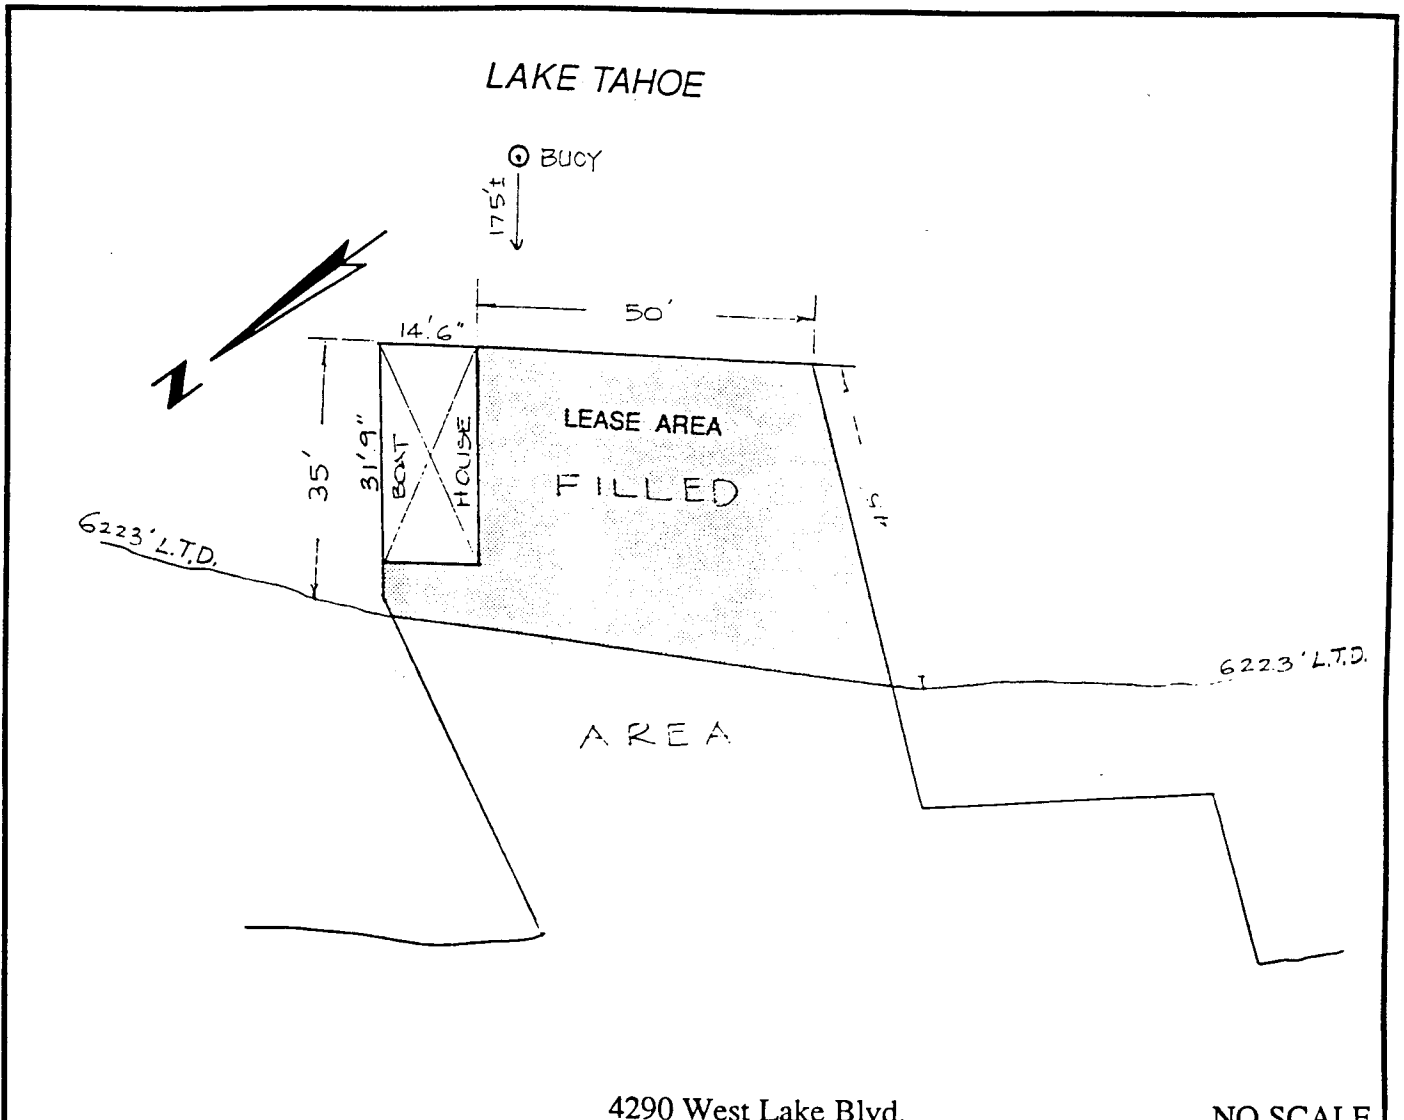 LAKE TAHOE
BUOY
175'±
N
50'
14'.6"
35'
31'9"
BOAT
HOUSE
LEASE AREA
FILLED
6223' L.T.D.
6223' L.T.D.
AREA
4290 West Lake Blvd.
NO SCALE